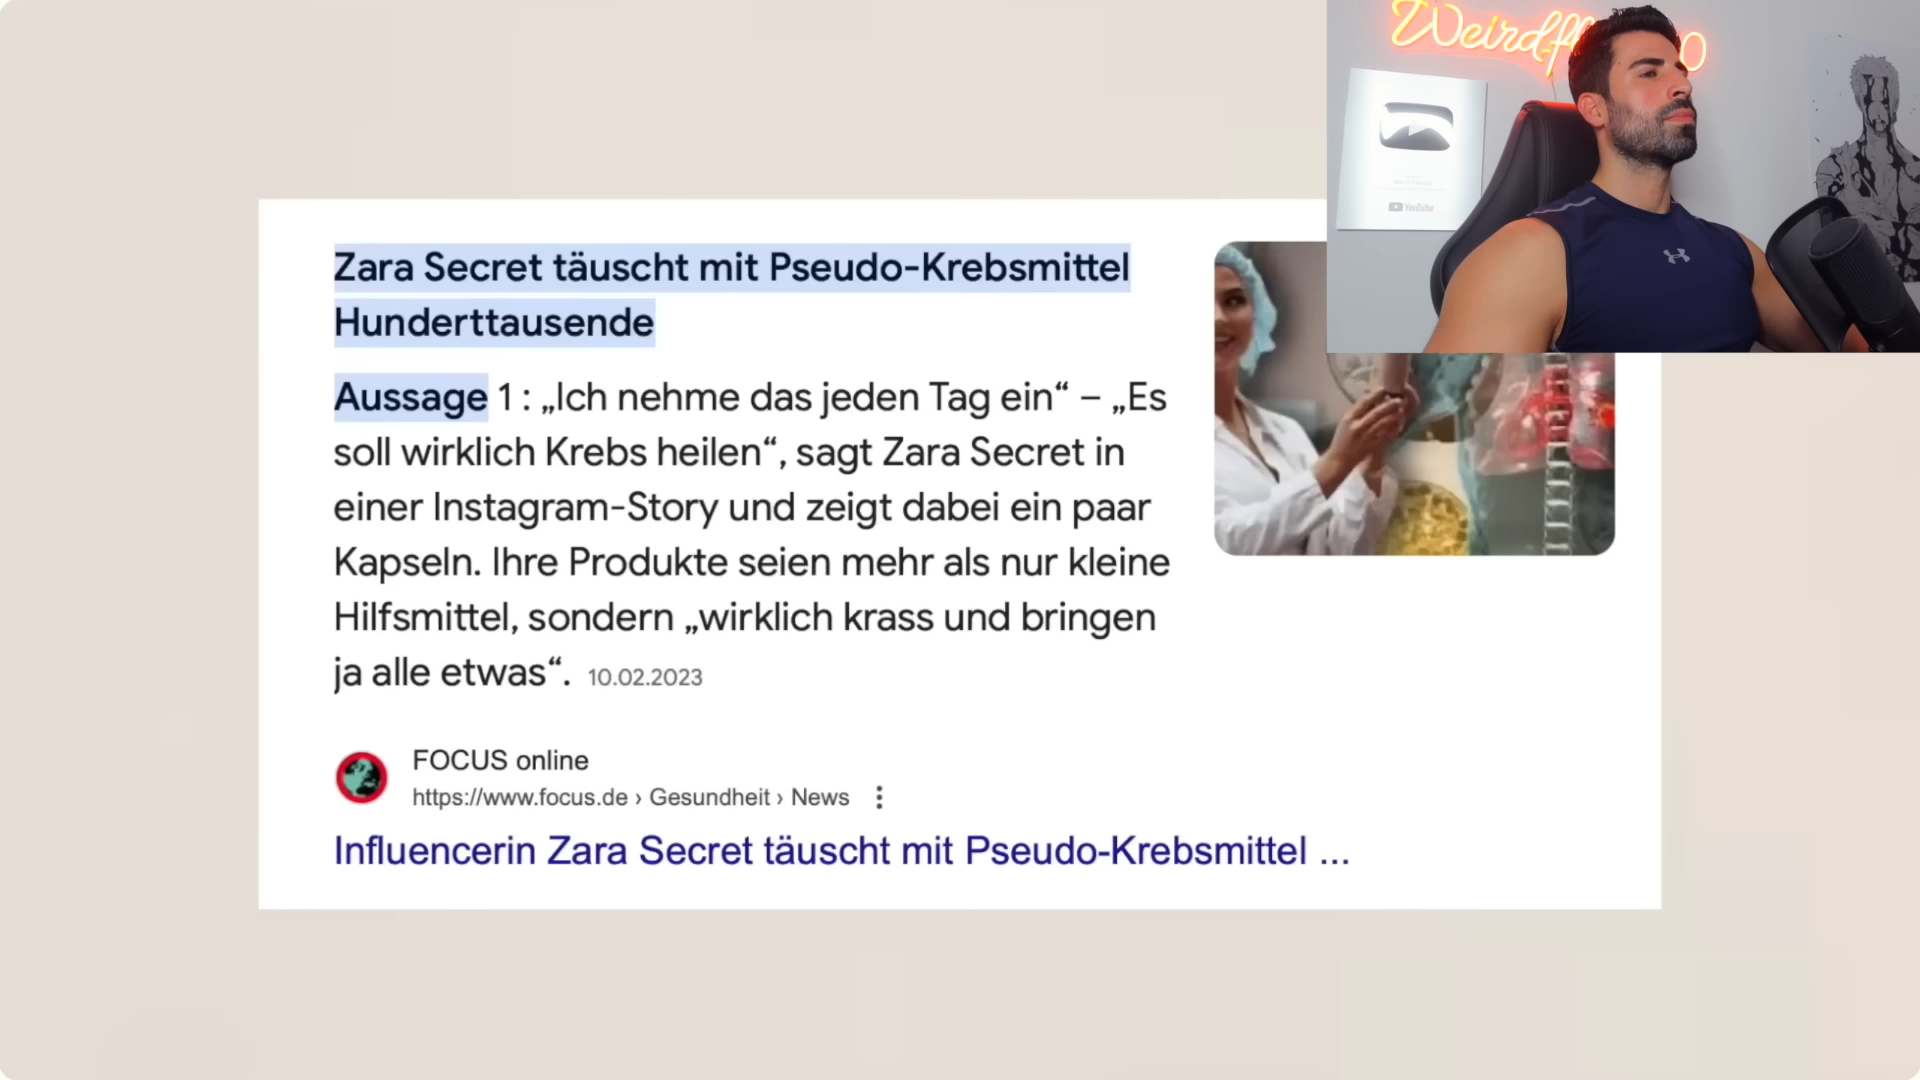 Zara Secret täuscht mit Pseudo-Krebsmittel
Hunderttausende
Aussage 1 : „Ich nehme das jeden Tag ein“ – „Es
soll wirklich Krebs heilen“, sagt Zara Secret in
einer Instagram-Story und zeigt dabei ein paar
Kapseln. Ihre Produkte seien mehr als nur kleine
Hilfsmittel, sondern „wirklich krass und bringen
ja alle etwas“. 10.02.2023
FOCUS online
https://www.focus.de › Gesundheit › News
Influencerin Zara Secret täuscht mit Pseudo-Krebsmittel ...
YouTube